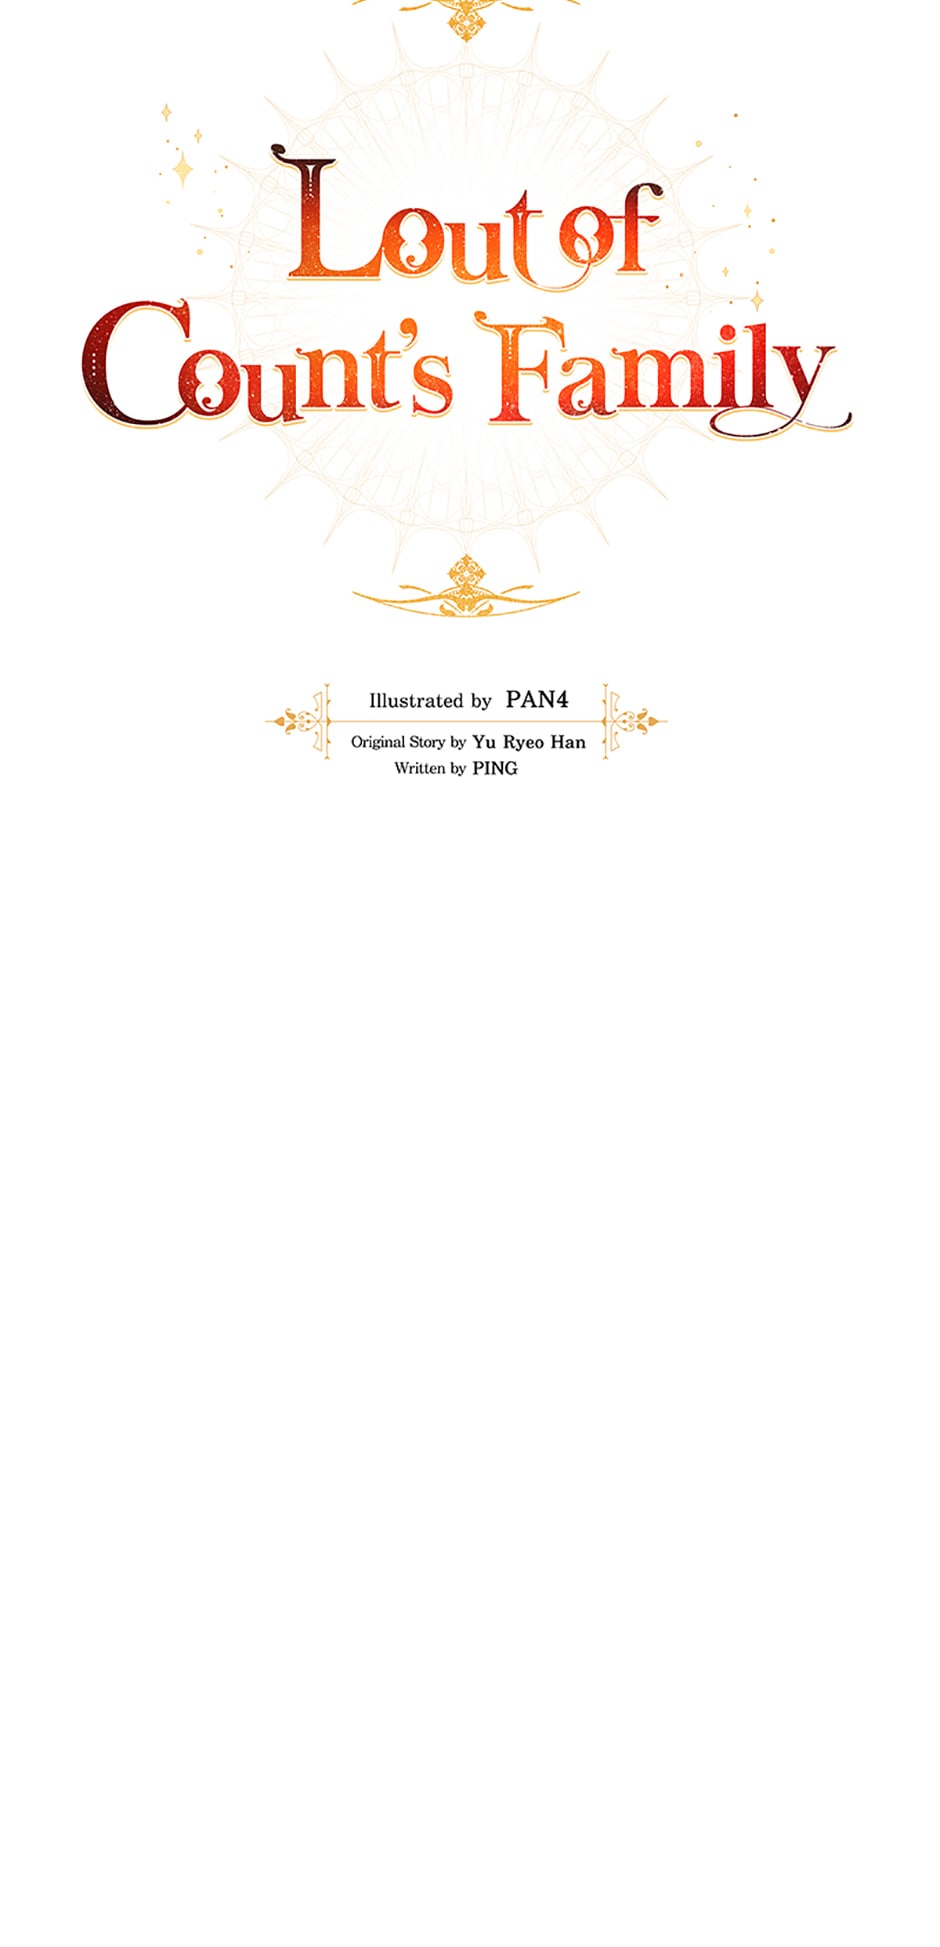 Lout of
Count's Family
Illustrated by PAN4
Original Story by Yu Ryeo Han
Written by PING